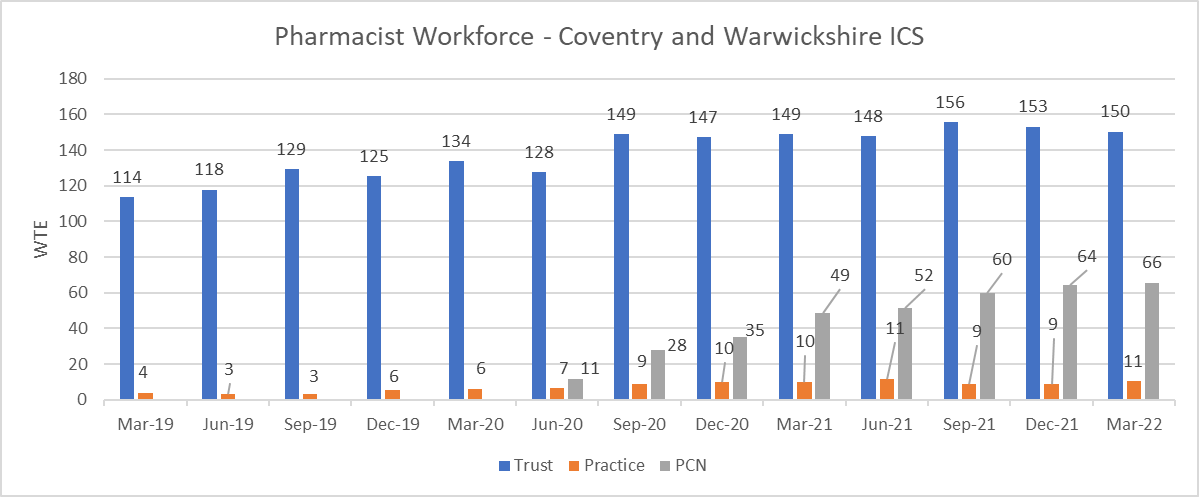 Pharmacist Workforce - Coventry and Warwickshire ICS
180
160
140
120
100
80
60
40
20
0
WTE
114 118 129 125 134 128 149 147 149 148 156 153 150
4 3 3 6 6 7 9 10 10 11 9 9 11
11 28 35 49 52 60 64 66
Mar-19 Jun-19 Sep-19 Dec-19 Mar-20 Jun-20 Sep-20 Dec-20 Mar-21 Jun-21 Sep-21 Dec-21 Mar-22
Trust Practice PCN